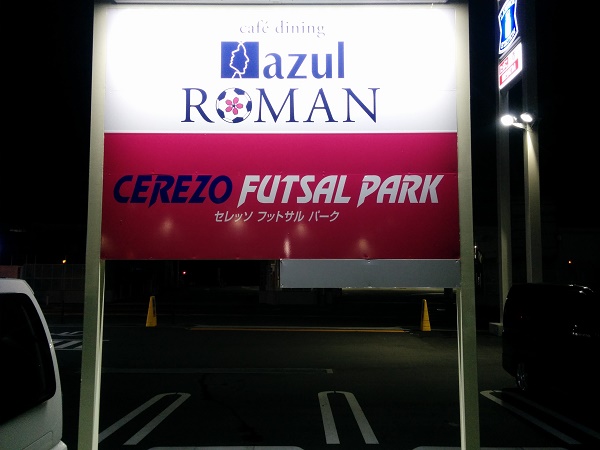 café dining
azul
ROMAN
CEREZO FUTSAL PARK
セレッソ フットサル パーク